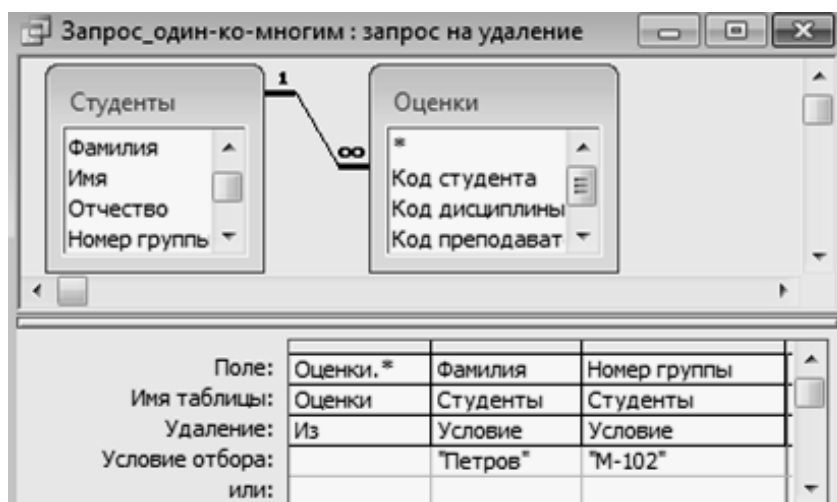 Запрос_один-ко-многим : запрос на удаление
Студенты
Фамилия
Имя
Отчество
Номер группы
1
∞
Оценки
*
Код студента
Код дисциплины
Код преподават
Поле: Оценки.* Фамилия Номер группы
Имя таблицы: Оценки Студенты Студенты
Удаление: Из Условие Условие
Условие отбора: "Петров" "М-102"
или: